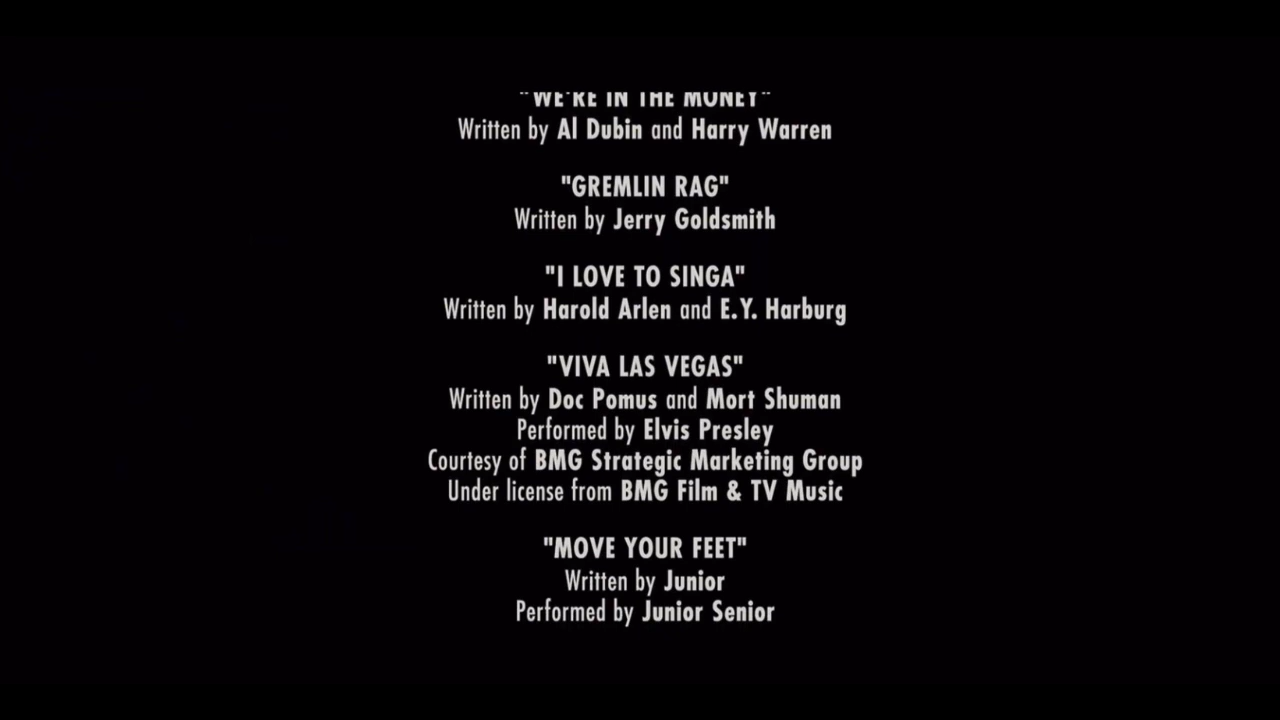 "WE'RE IN THE MONEY"
Written by Al Dubin and Harry Warren
"GREMLIN RAG"
Written by Jerry Goldsmith
"I LOVE TO SINGA"
Written by Harold Arlen and E.Y. Harburg
"VIVA LAS VEGAS"
Written by Doc Pomus and Mort Shuman
Performed by Elvis Presley
Courtesy of BMG Strategic Marketing Group
Under license from BMG Film & TV Music
"MOVE YOUR FEET"
Written by Junior
Performed by Junior Senior